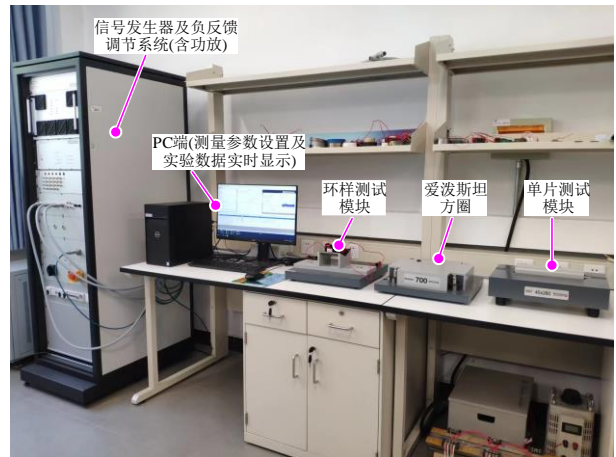 信号发生器及负反馈
调节系统(含功放)
PC端(测量参数设置及
实验数据实时显示)
环样测试
模块
爱泼斯坦
方圈
单片测试
模块
700